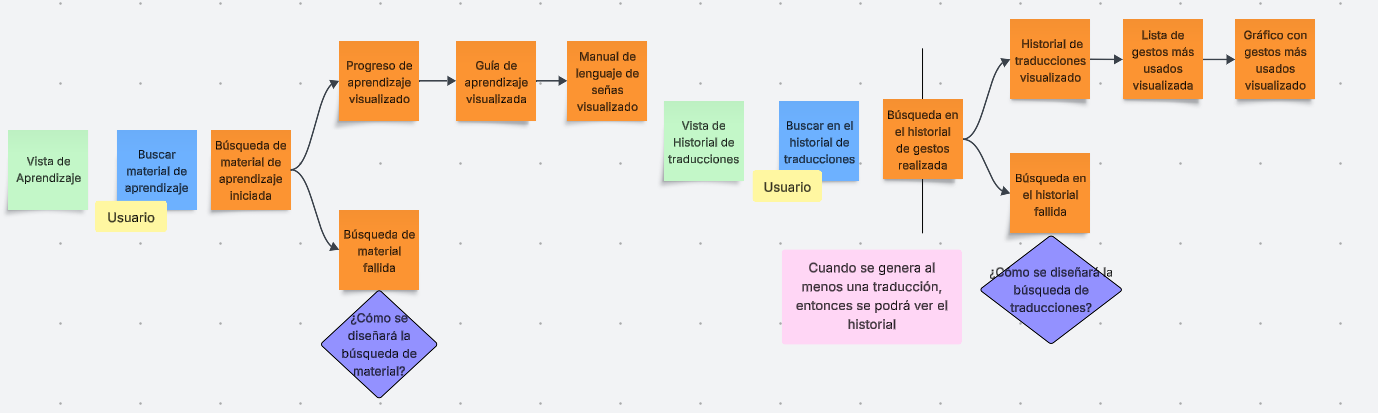 Vista de
Aprendizaje
Buscar
material de
aprendizaje
Usuario
Búsqueda de
material de
aprendizaje
iniciada
Progreso de
aprendizaje
visualizado
Guía de
aprendizaje
visualizada
Manual de
lenguaje de
señas
visualizado
Búsqueda de
material
fallida
¿Cómo se
diseñará la
búsqueda de
material?
Vista de
Historial de
traducciones
Buscar en el
historial de
traducciones
Usuario
Búsqueda en
el historial
de gestos
realizada
Historial de
traducciones
visualizado
Lista de
gestos más
usados
visualizada
Gráfico con
gestos más
usados
visualizado
Búsqueda en
el historial
fallida
¿Cómo se diseñará la
búsqueda de
traducciones?
Cuando se genera al
menos una traducción,
entonces se podrá ver el
historial